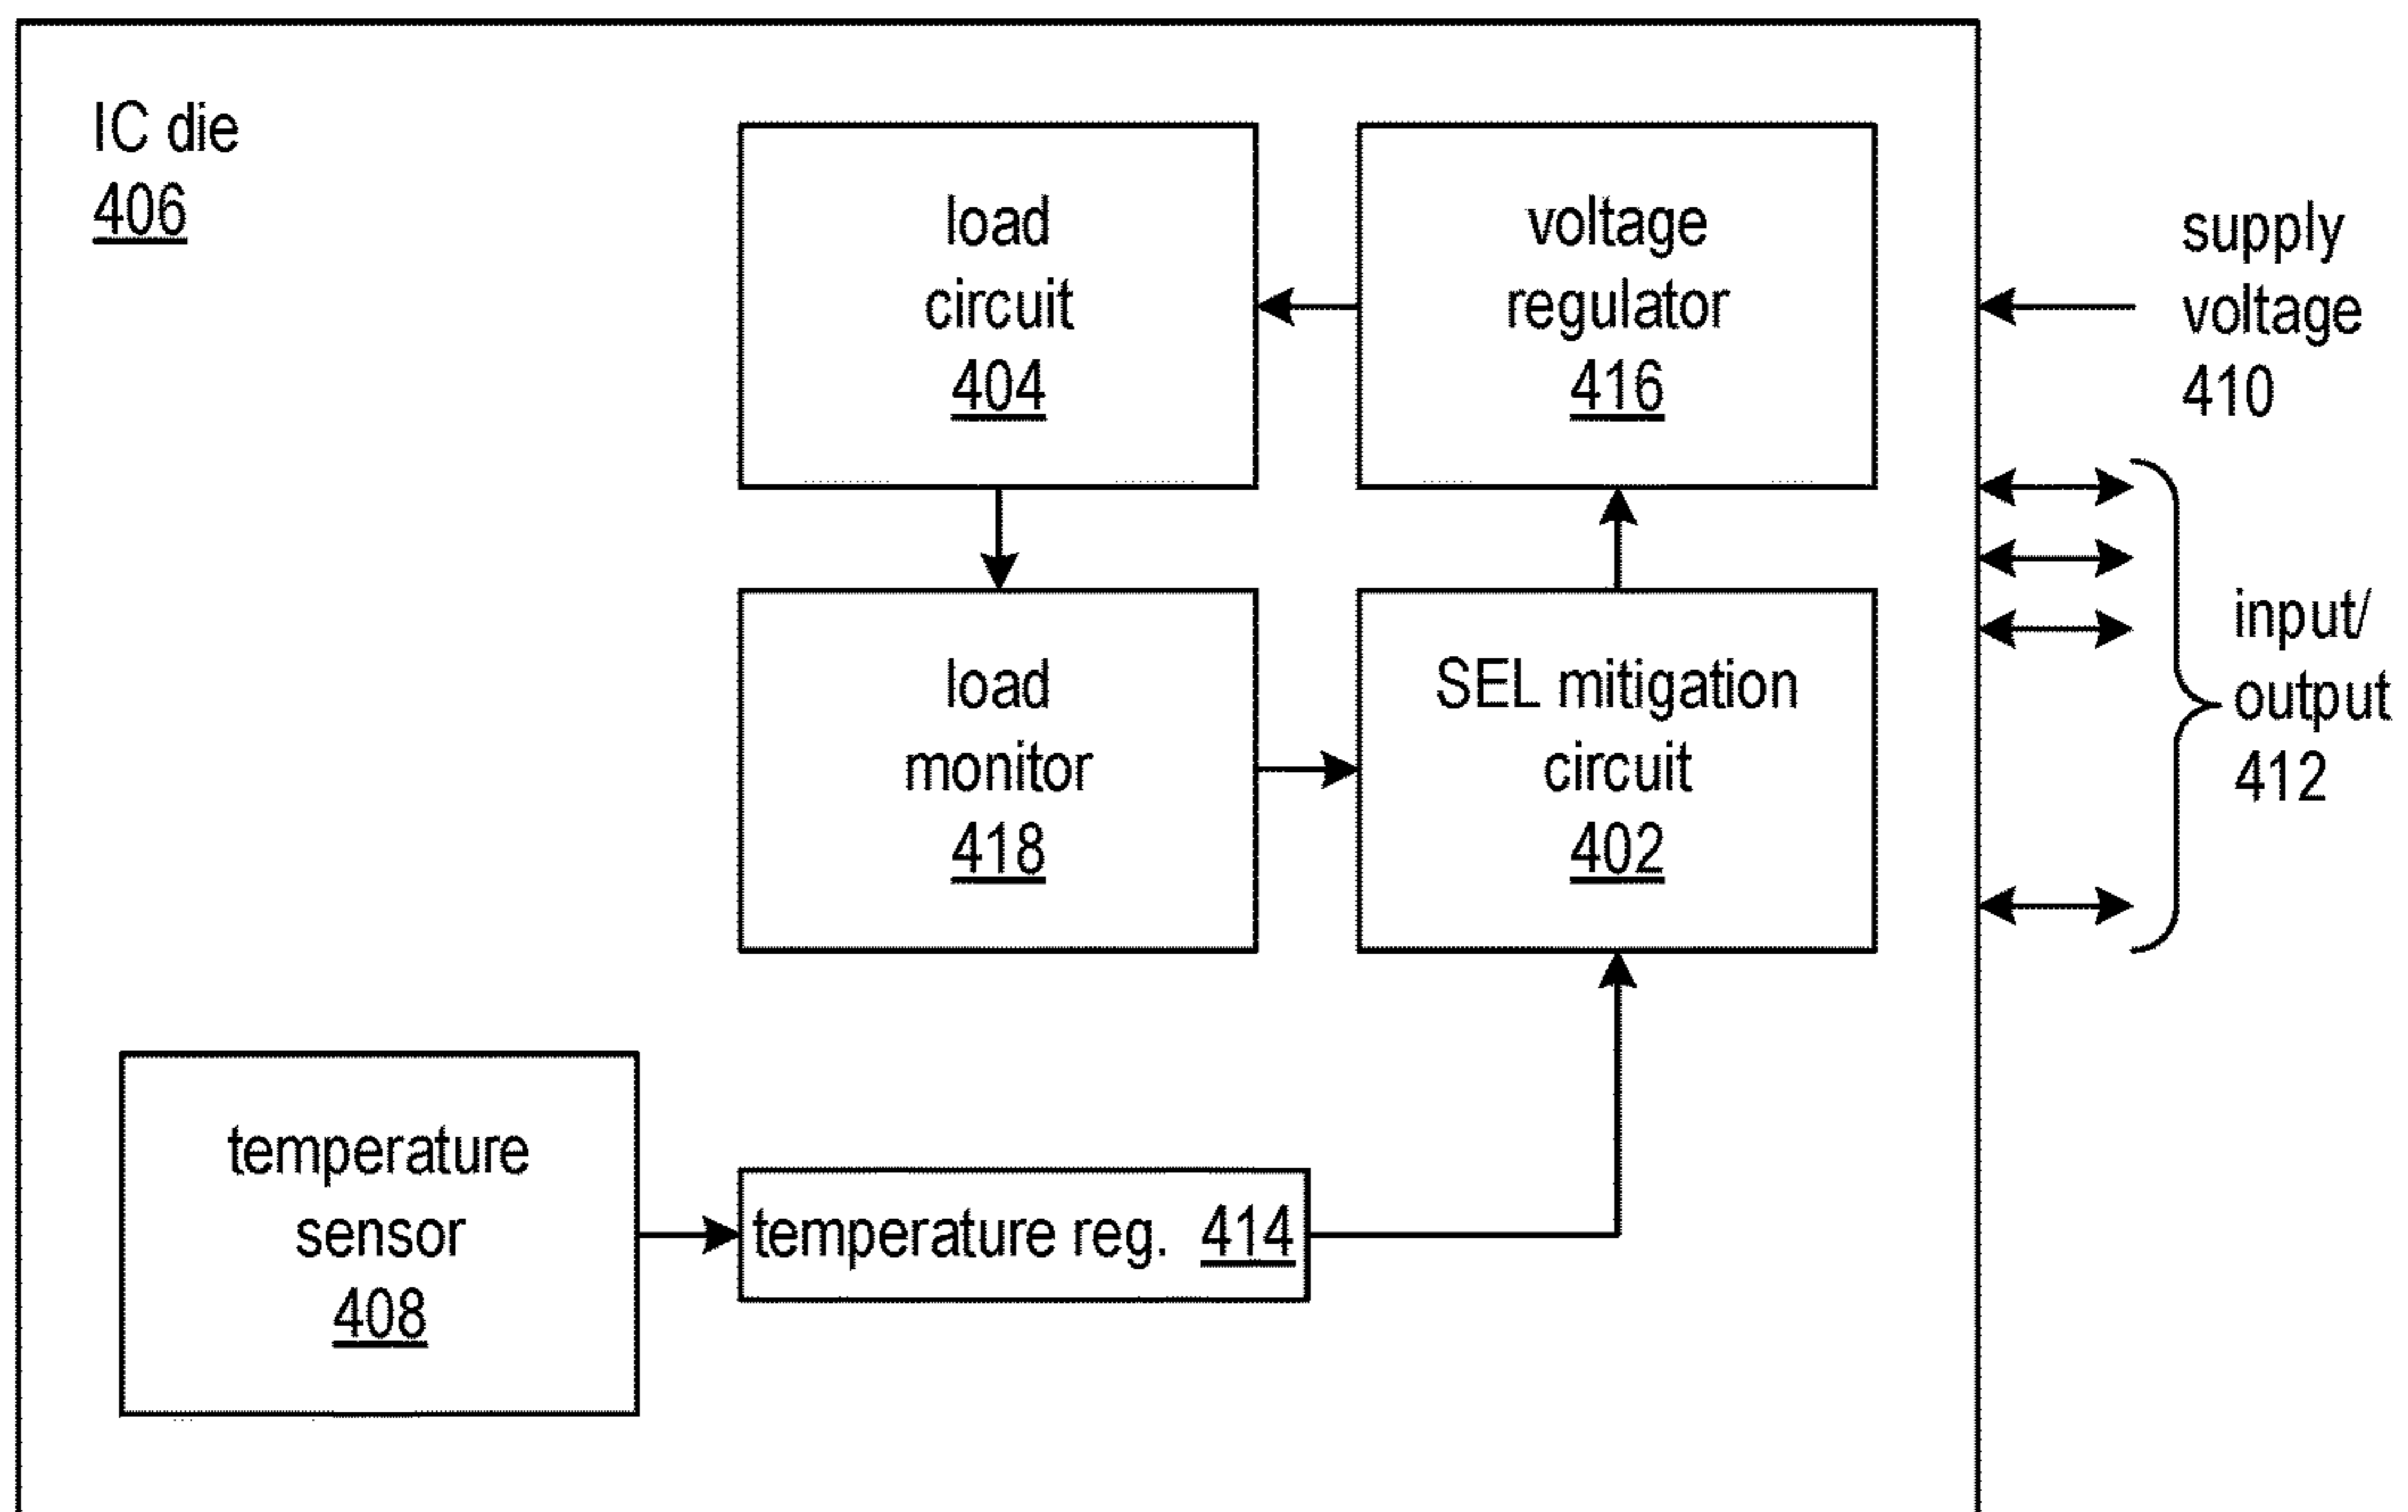 IC die
406
load
circuit
404
voltage
regulator
416
supply
voltage
410
load
monitor
418
SEL mitigation
circuit
402
input/
output
412
temperature
sensor
408
temperature reg. 414